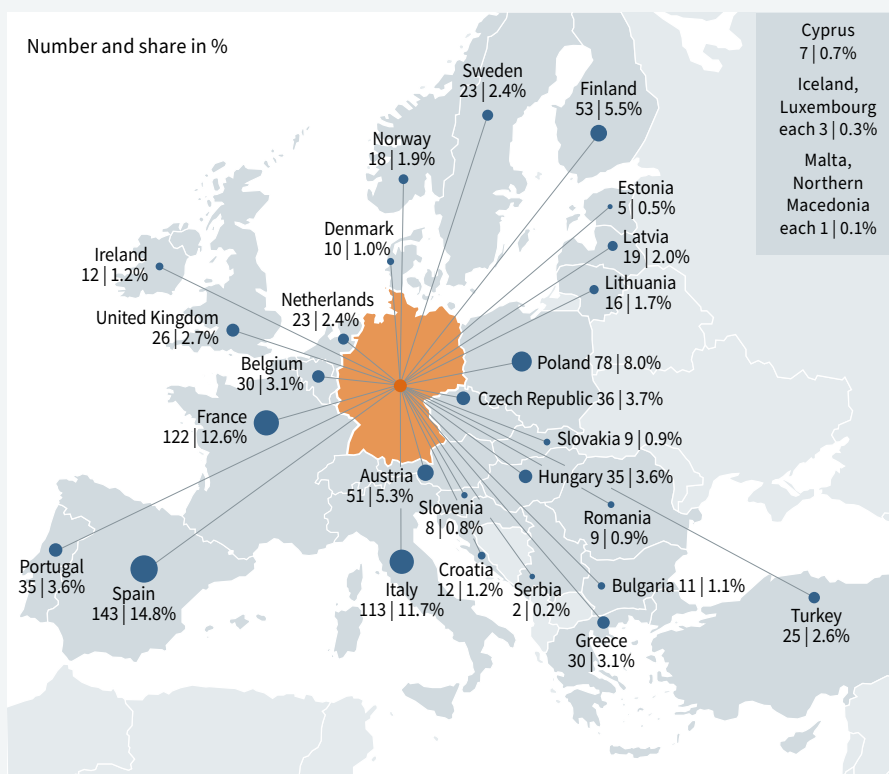 Number and share in %
Cyprus
7 | 0.7%
Iceland,
Luxembourg
each 3 | 0.3%
Malta,
Northern
Macedonia
each 1 | 0.1%
Sweden
23 | 2.4%
Finland
53 | 5.5%
Norway
18 | 1.9%
Estonia
5 | 0.5%
Denmark
10 | 1.0%
Latvia
19 | 2.0%
Ireland
12 | 1.2%
Lithuania
16 | 1.7%
Netherlands
23 | 2.4%
United Kingdom
26 | 2.7%
Belgium
30 | 3.1%
Poland 78 | 8.0%
Czech Republic 36 | 3.7%
France
122 | 12.6%
Slovakia 9 | 0.9%
Austria
51 | 5.3%
Hungary 35 | 3.6%
Slovenia
8 | 0.8%
Romania
9 | 0.9%
Portugal
35 | 3.6%
Spain
143 | 14.8%
Italy
113 | 11.7%
Croatia
12 | 1.2%
Serbia
2 | 0.2%
Bulgaria 11 | 1.1%
Turkey
25 | 2.6%
Greece
30 | 3.1%